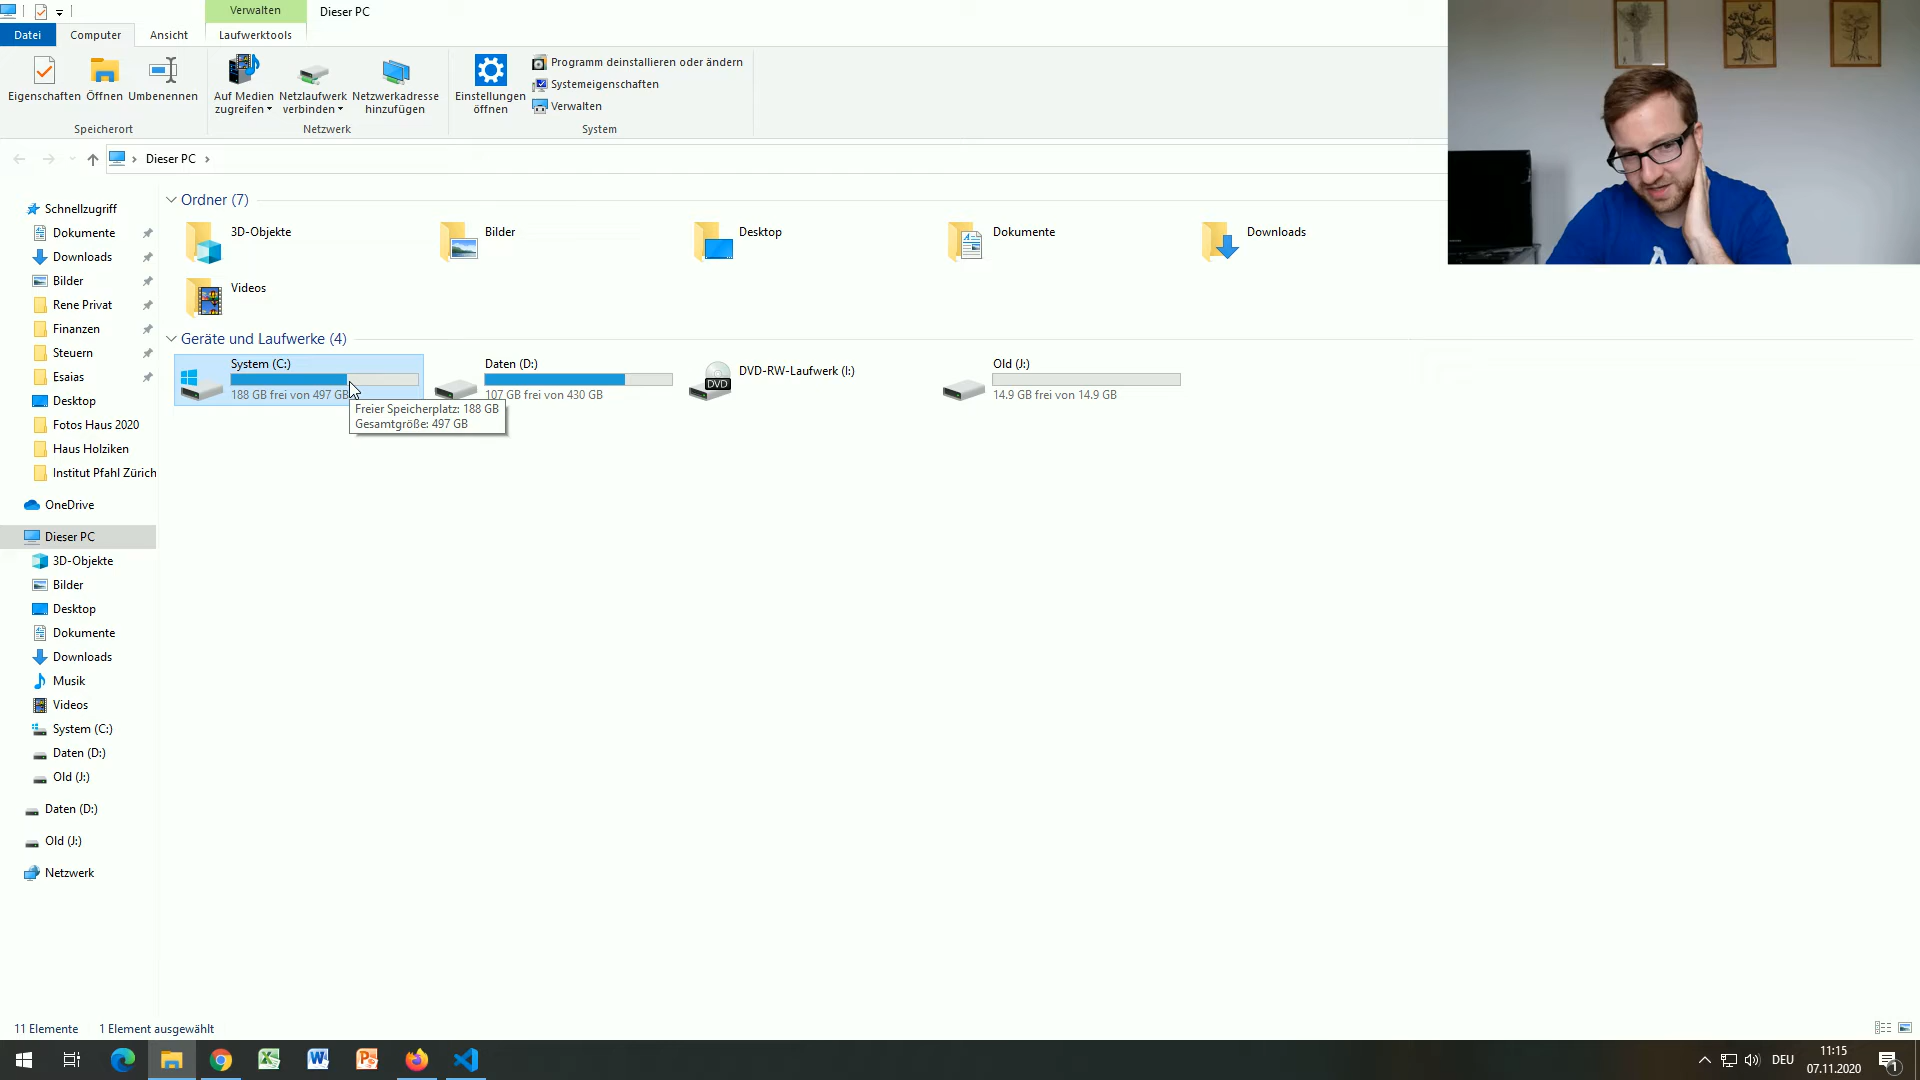 Verwalten
Dieser PC
Datei
Computer
Ansicht
Laufwerktools
Eigenschaften
Öffnen
Umbenennen
Auf Medien
zugreifen
Netzlaufwerk
verbinden
Netzwerkadresse
hinzufügen
Einstellungen
öffnen
Programm deinstallieren oder ändern
Systemeigenschaften
Verwalten
Speicherort
Netzwerk
System
Dieser PC
Schnellzugriff
Dokumente
Downloads
Bilder
Rene Privat
Finanzen
Steuern
Esaias
Desktop
Fotos Haus 2020
Haus Holziken
Institut Pfahl Zürich
OneDrive
Dieser PC
3D-Objekte
Bilder
Desktop
Dokumente
Downloads
Musik
Videos
System (C:)
Daten (D:)
Old (J:)
Daten (D:)
Old (J:)
Netzwerk
Ordner (7)
3D-Objekte
Bilder
Desktop
Dokumente
Downloads
Videos
Geräte und Laufwerke (4)
System (C:)
188 GB frei von 497 GB
Daten (D:)
107 GB frei von 430 GB
DVD-RW-Laufwerk (I:)
DVD
Old (J:)
14.9 GB frei von 14.9 GB
Freier Speicherplatz: 188 GB
Gesamtgröße: 497 GB
11 Elemente
1 Element ausgewählt
DEU
11:15
07.11.2020
1